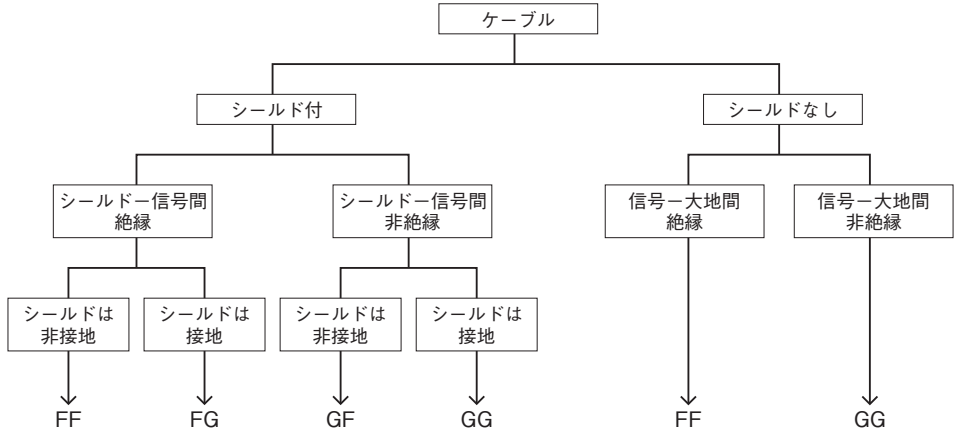 ケーブル
シールド付
シールドなし
シールドー信号間
絶縁
シールドー信号間
非絶縁
信号ー大地間
絶縁
信号ー大地間
非絶縁
シールドは
非接地
シールドは
接地
シールドは
非接地
シールドは
接地
FF
FG
GF
GG
FF
GG